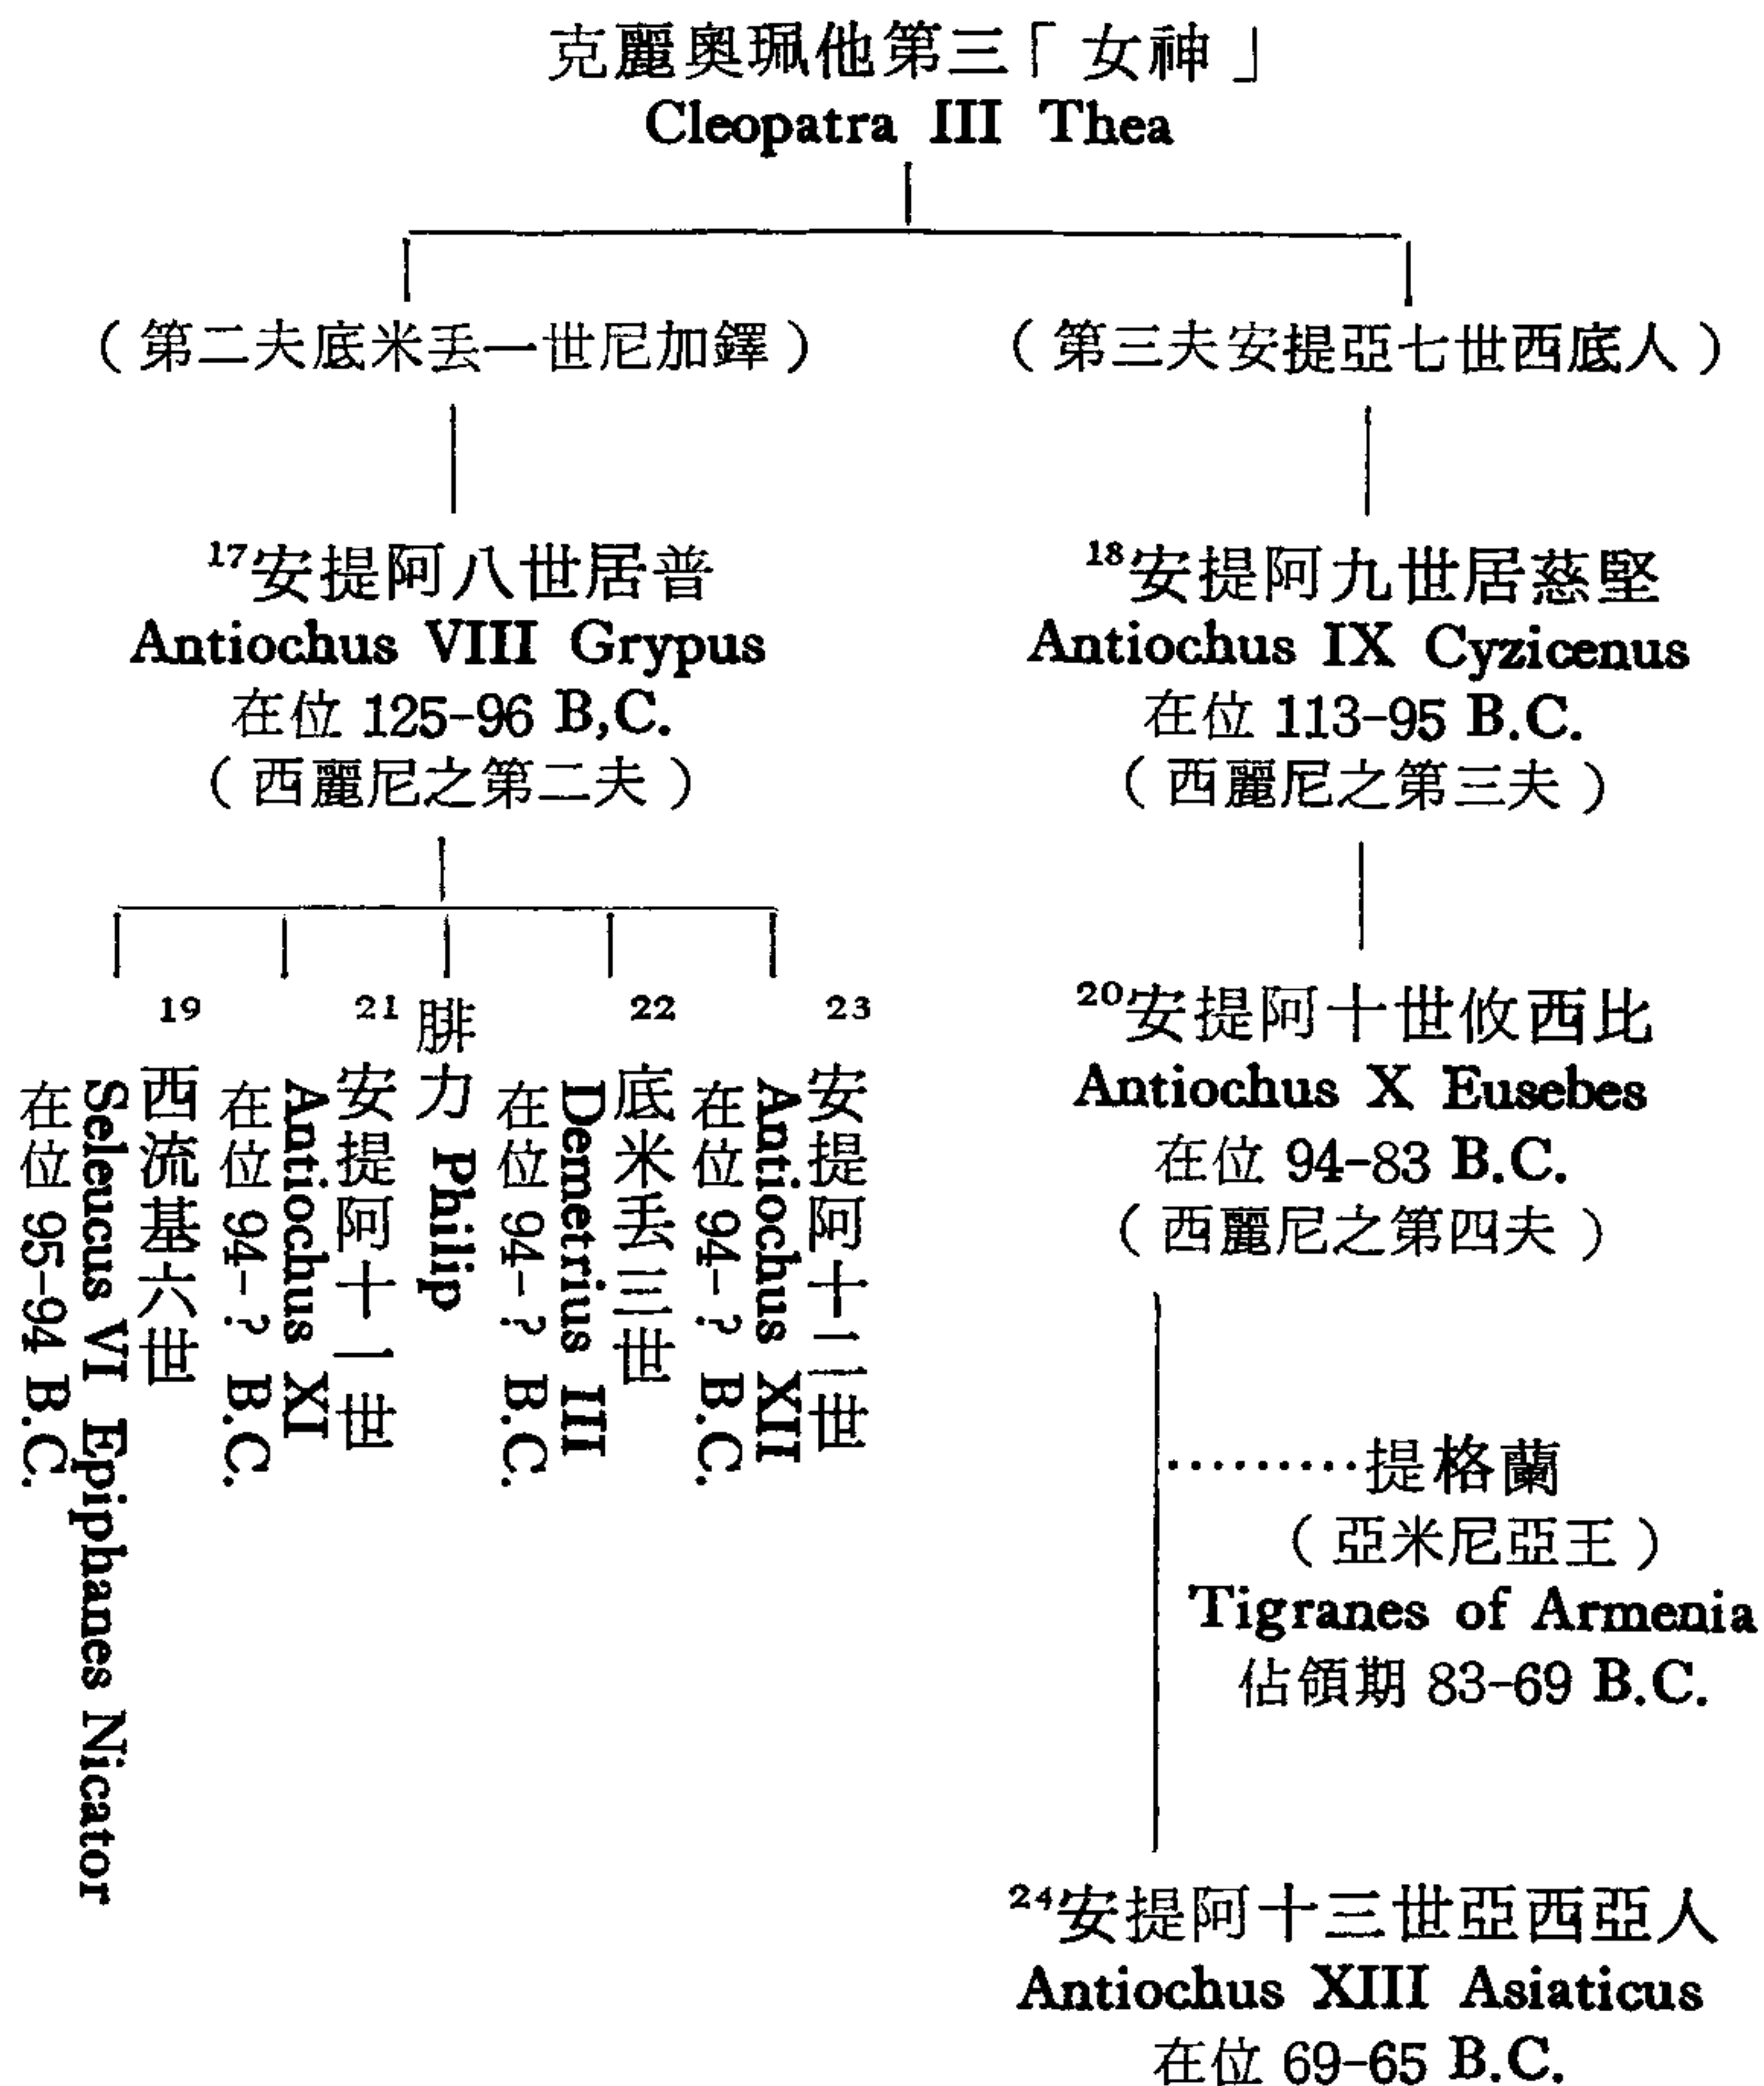 克麗奧珮他第三「女神」
Cleopatra III Thea
（第二夫底米丟一世尼加鐸）
（第三夫安提亞七世西底人）
17安提阿八世居普
Antiochus VIII Grypus
在位 125-96 B,C.
（西麗尼之第二夫）
18安提阿九世居慈堅
Antiochus IX Cyzicenus
在位 113-95 B.C.
（西麗尼之第三夫）
19
西流基六世
Seleucus VI Epiphanes Nicator
在位 95-94 B.C.
21
安提阿十一世
Antiochus XI
在位 94-? B.C.
腓力 Philip
22
底米丟三世
Demetrius III
在位 94-? B.C.
23
安提阿十二世
Antiochus XII
在位 94-? B.C.
20安提阿十世攸西比
Antiochus X Eusebes
在位 94-83 B.C.
（西麗尼之第四夫）
·········提格蘭
（亞米尼亞王）
Tigranes of Armenia
佔領期 83-69 B.C.
24安提阿十三世亞西亞人
Antiochus XIII Asiaticus
在位 69-65 B.C.